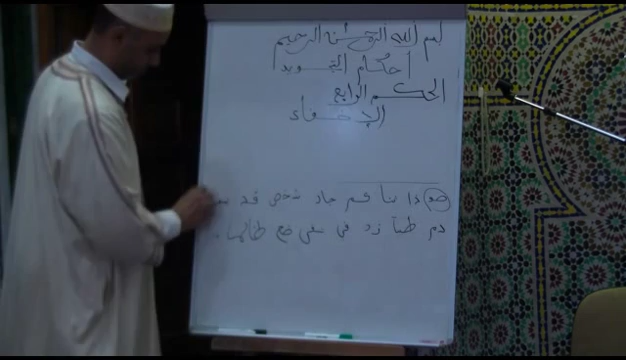 بسم الله الرحمن الرحيم
أحكام التجويد
الحكم الرابع
الإخفاء
صف ذا ثنا كم جاد شخص قد
دم طيبا زد في تقى ضع ظالما